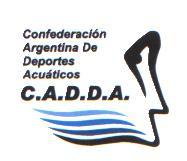 Confederación
Argentina De
Deportes
Acuáticos
C.A.D.D.A.